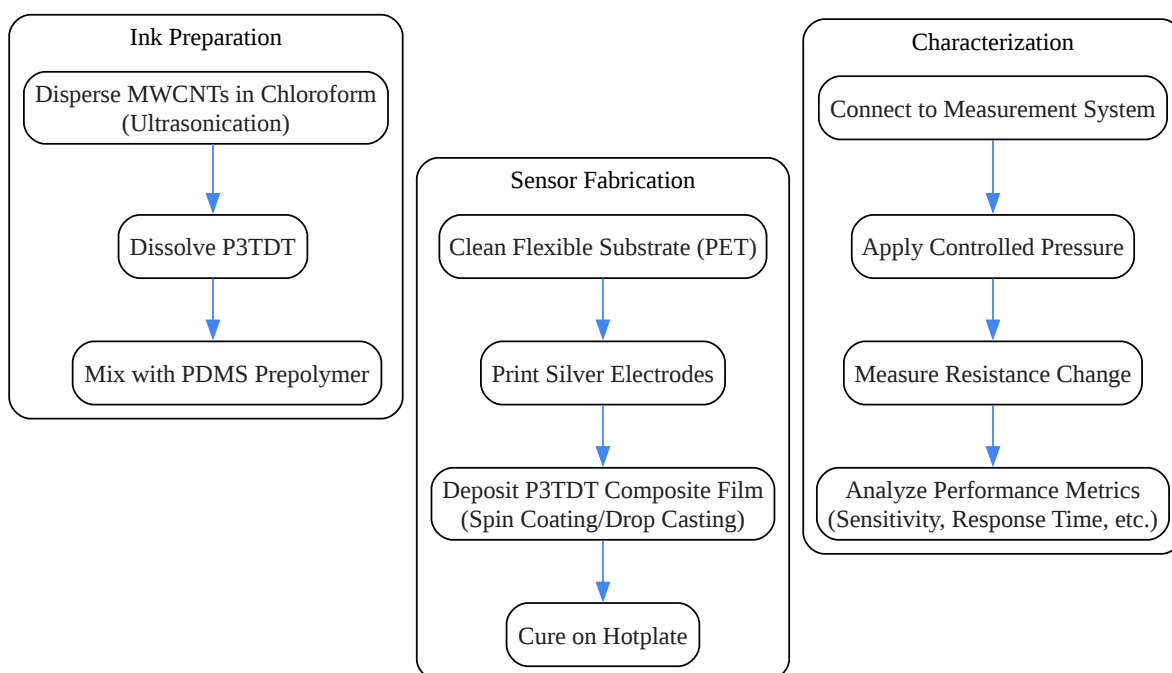 Ink Preparation
Disperse MWCNTs in Chloroform
(Ultrasonication)
Dissolve P3TDT
Mix with PDMS Prepolymer
Sensor Fabrication
Clean Flexible Substrate (PET)
Print Silver Electrodes
Deposit P3TDT Composite Film
(Spin Coating/Drop Casting)
Cure on Hotplate
Characterization
Connect to Measurement System
Apply Controlled Pressure
Measure Resistance Change
Analyze Performance Metrics
(Sensitivity, Response Time, etc.)